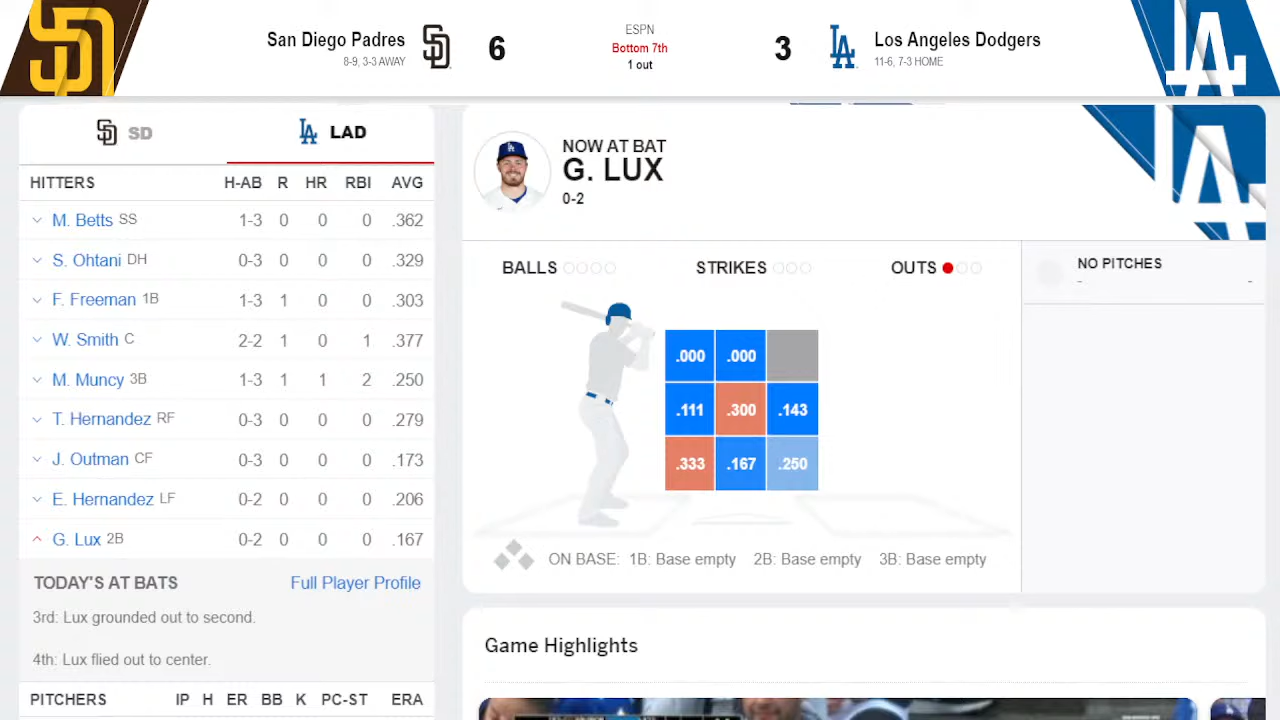 San Diego Padres
8-9, 3-3 AWAY
SD
6
ESPN
Bottom 7th
1 out
3
LA
Los Angeles Dodgers
11-6, 7-3 HOME
SD
LAD
HITTERS H-AB R HR RBI AVG
M. Betts SS 1-3 0 0 0 .362
S. Ohtani DH 0-3 0 0 0 .329
F. Freeman 1B 1-3 1 0 0 .303
W. Smith C 2-2 1 0 1 .377
M. Muncy 3B 1-3 1 1 2 .250
T. Hernandez RF 0-3 0 0 0 .279
J. Outman CF 0-3 0 0 0 .173
E. Hernandez LF 0-2 0 0 0 .206
G. Lux 2B 0-2 0 0 0 .167
TODAY'S AT BATS Full Player Profile
3rd: Lux grounded out to second.
4th: Lux flied out to center.
PITCHERS IP H ER BB K PC-ST ERA
NOW AT BAT
G. LUX
0-2
BALLS STRIKES OUTS
.000 .000
.111 .300 .143
.333 .167 .250
ON BASE: 1B: Base empty 2B: Base empty 3B: Base empty
NO PITCHES
- -
Game Highlights